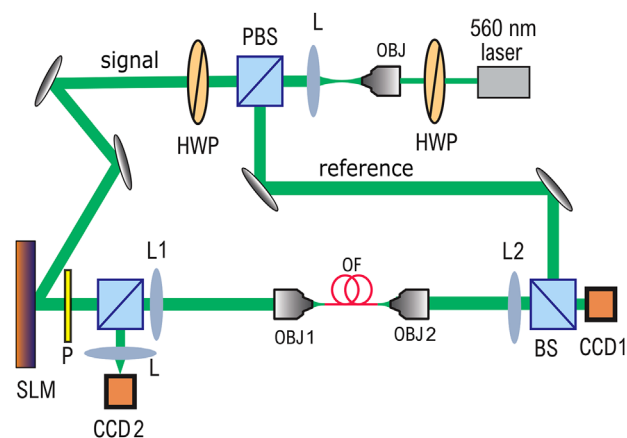 560 nm
laser
L
PBS
OBJ
signal
HWP
HWP
reference
L1
OF
L2
OBJ1
OBJ2
P
L
BS
CCD1
SLM
CCD2